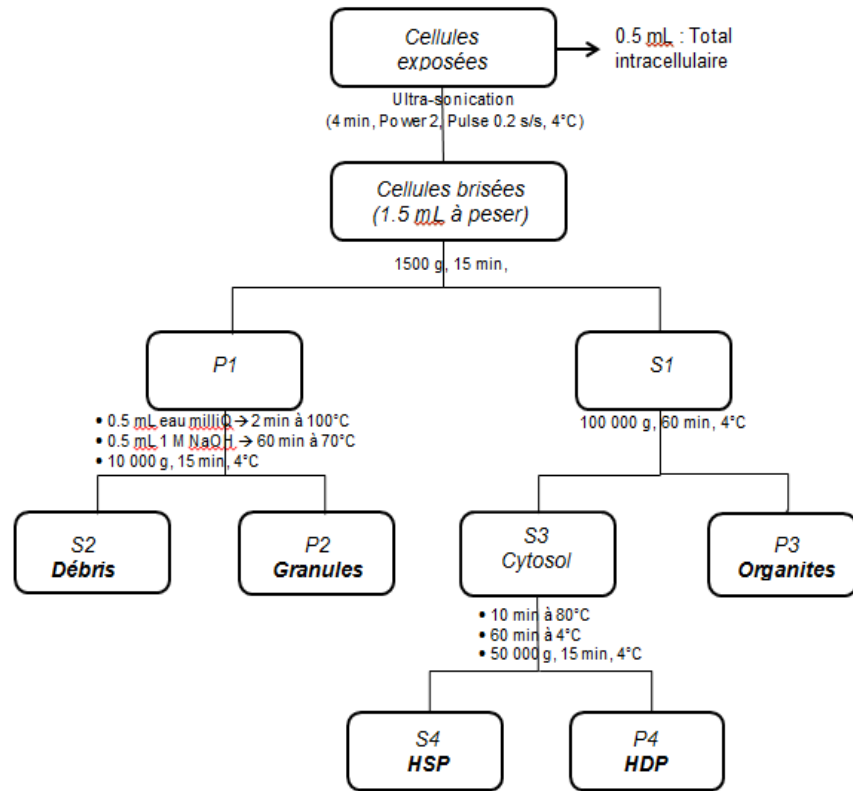 Cellules
exposées
0.5 mL : Total
intracellulaire
Ultra-sonication
(4 min, Power 2, Pulse 0.2 s/s, 4°C)
Cellules brisées
(1.5 mL à peser)
1500 g, 15 min,
P1
S1
• 0.5 mL eau milliQ → 2 min à 100°C
• 0.5 mL 1 M NaOH → 60 min à 70°C
• 10 000 g, 15 min, 4°C
100 000 g, 60 min, 4°C
S2
Débris
P2
Granules
S3
Cytosol
P3
Organites
• 10 min à 80°C
• 60 min à 4°C
• 50 000 g, 15 min, 4°C
S4
HSP
P4
HDP